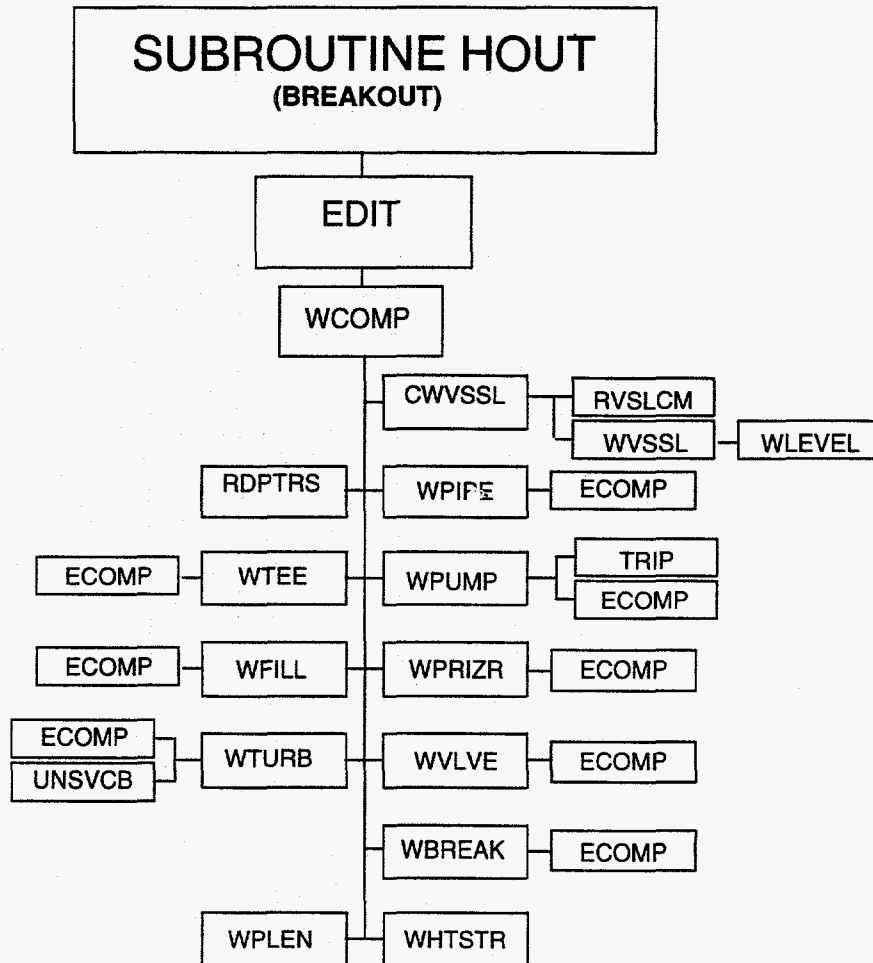 SUBROUTINE HOUT
(BREAKOUT)
EDIT
WCOMP
CWVSSL
RVSLCM
WVSSL
WLEVEL
RDPTRS
WPIPE
ECOMP
ECOMP
WTEE
WPUMP
TRIP
ECOMP
ECOMP
WFILL
WPRIZR
ECOMP
ECOMP
UNSVCB
WTURB
WVLVE
ECOMP
WBREAK
ECOMP
WPLEN
WHTSTR